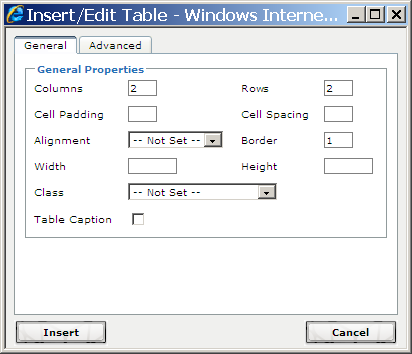 Insert/Edit Table - Windows Interne...
General Advanced
General Properties
Columns 2 Rows 2
Cell Padding Cell Spacing
Alignment -- Not Set -- Border 1
Width Height
Class -- Not Set --
Table Caption
Insert Cancel